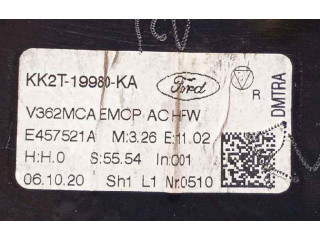 KK2T-19980-KA Ford R
V362MCA EMCP AC HFW
E457521A M:3.26 E:11.02
H:H.0 S:55.54 In:001
06.10.20 Sh1 L1 Nr:0510
DMTRA